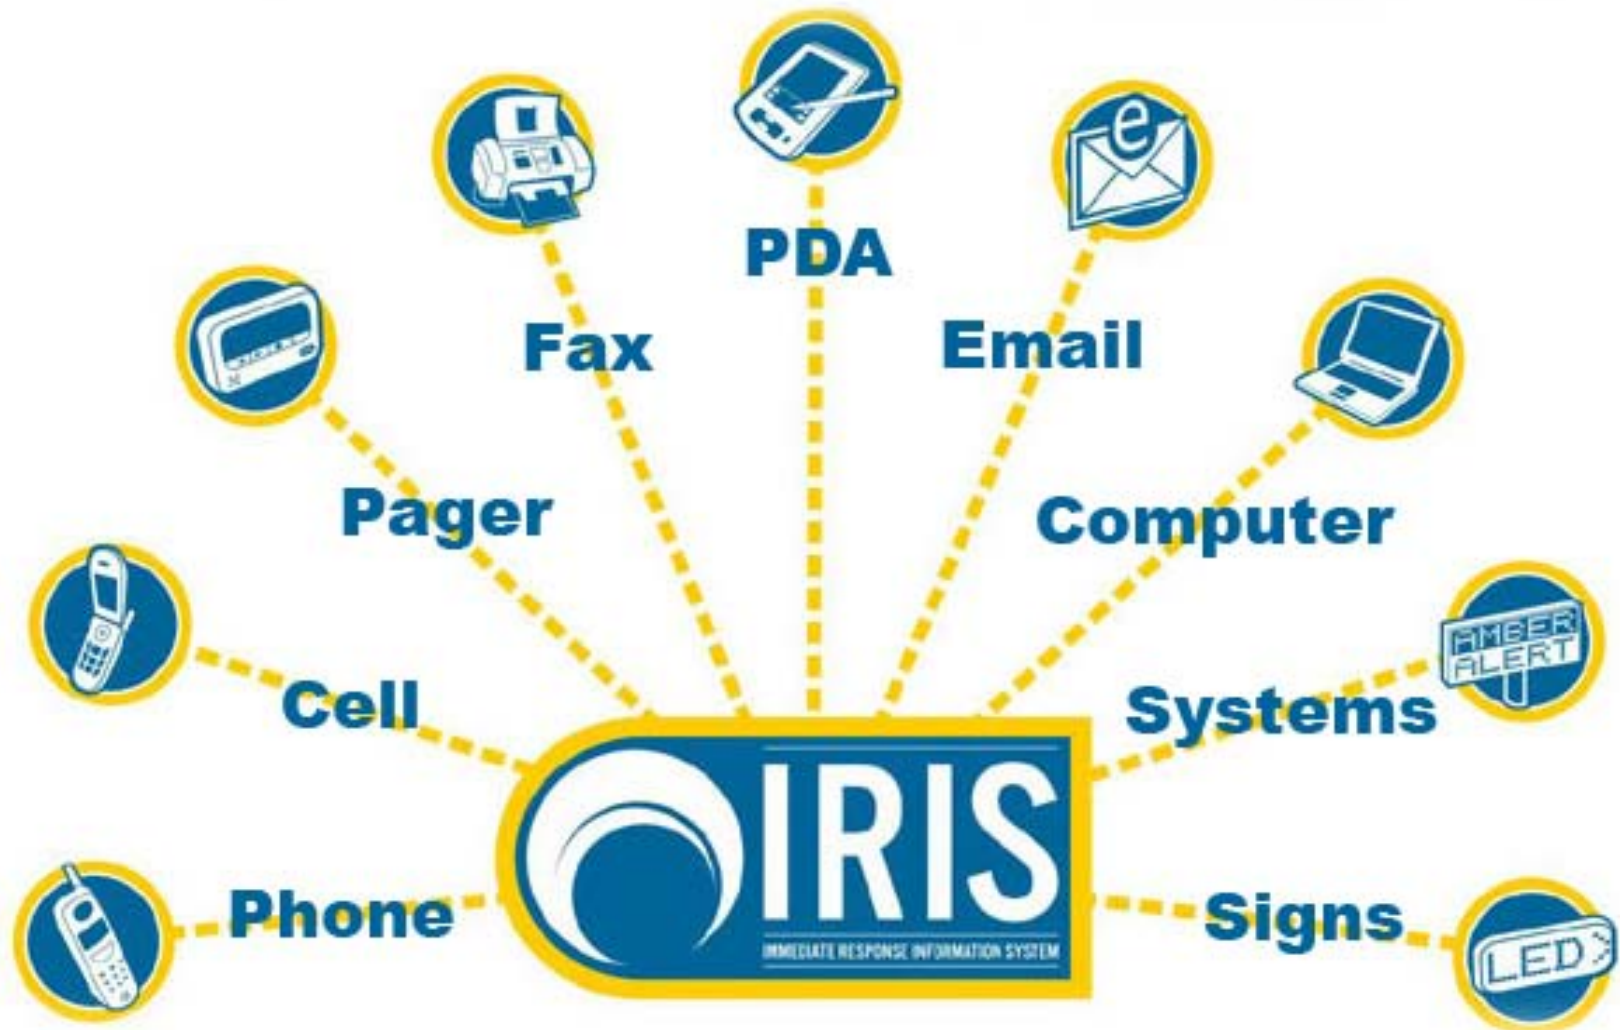 e
PDA
Fax
Email
Pager
Computer
AMBER
ALERT
Cell
Systems
IRIS
IMMEDIATE RESPONSE INFORMATION SYSTEM
Phone
Signs
LED